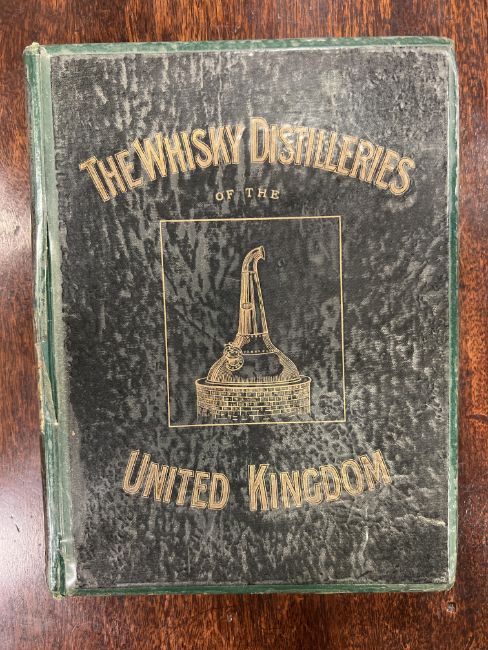 THE WHISKY DISTILLERIES
OF THE
UNITED KINGDOM